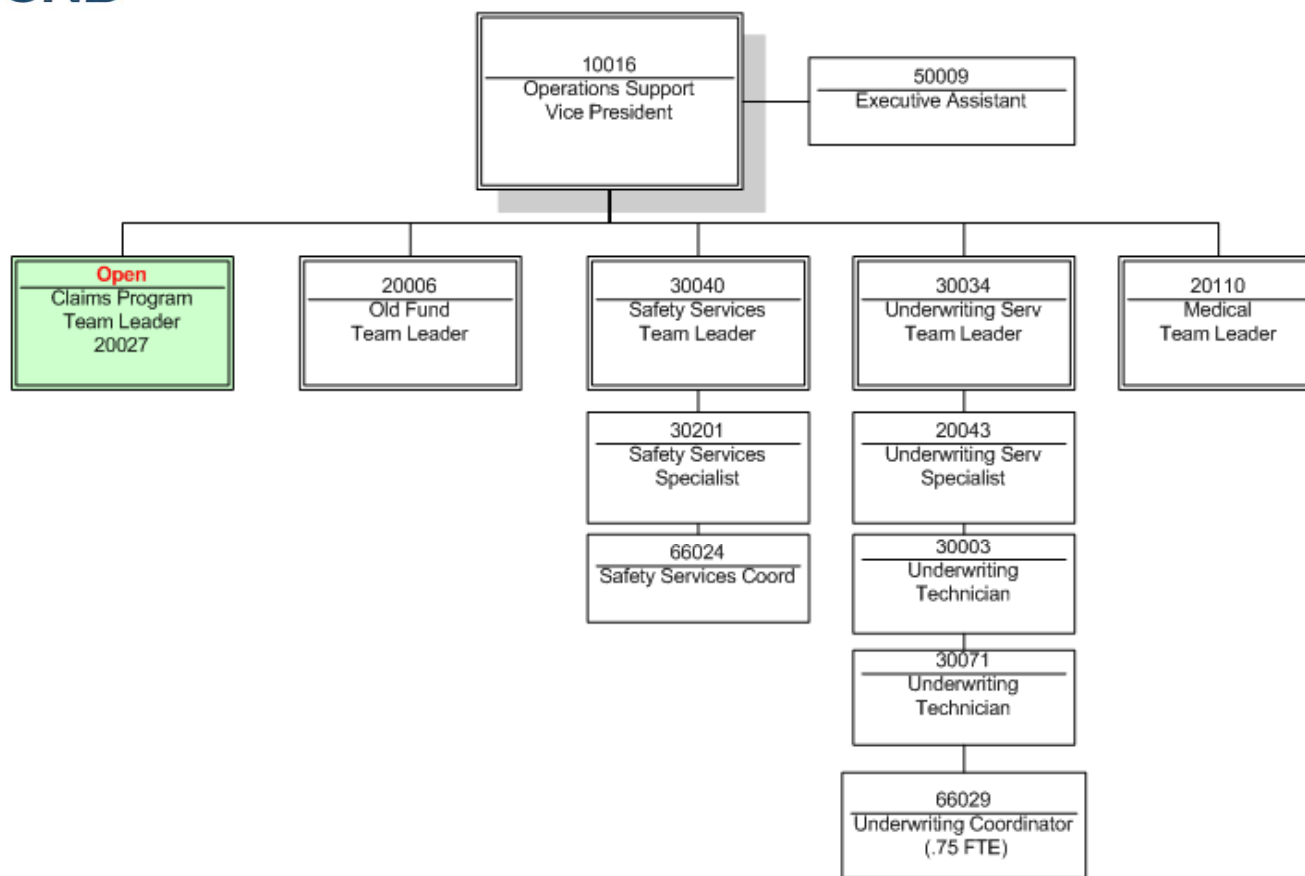 10016
Operations Support
Vice President
50009
Executive Assistant
Open
Claims Program
Team Leader
20027
20006
Old Fund
Team Leader
30040
Safety Services
Team Leader
30034
Underwriting Serv
Team Leader
20110
Medical
Team Leader
30201
Safety Services
Specialist
66024
Safety Services Coord
20043
Underwriting Serv
Specialist
30003
Underwriting
Technician
30071
Underwriting
Technician
66029
Underwriting Coordinator
(.75 FTE)